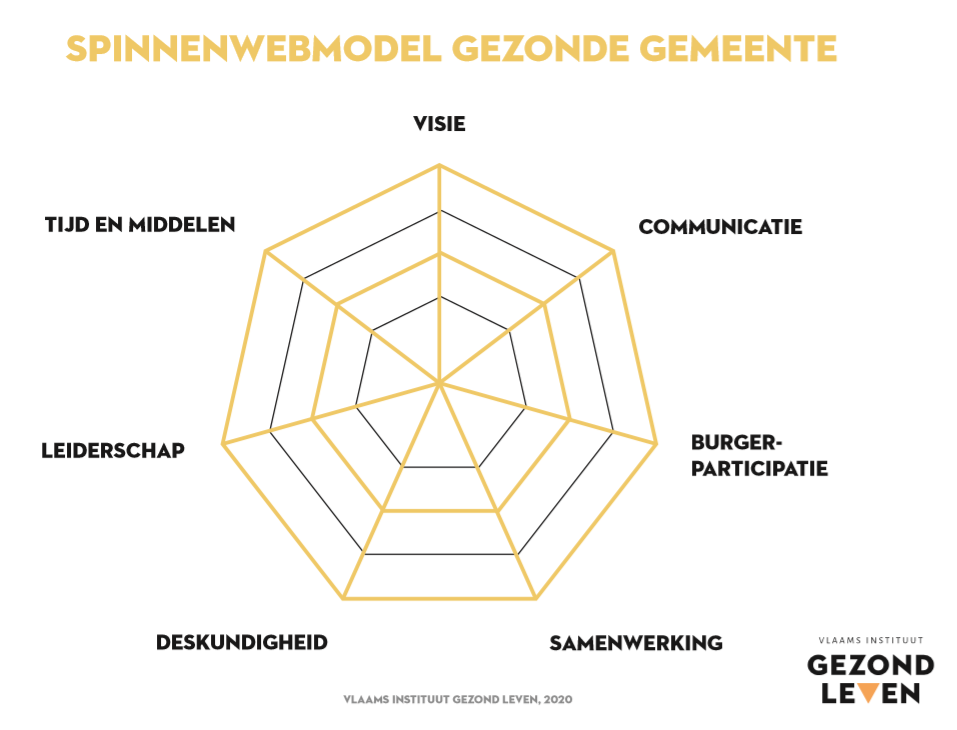 SPINNENWEBMODEL GEZONDE GEMEENTE
VISIE
TIJD EN MIDDELEN
COMMUNICATIE
LEIDERSCHAP
BURGER-
PARTICIPATIE
DESKUNDIGHEID
SAMENWERKING
VLAAMS INSTITUUT GEZOND LEVEN, 2020
VLAAMS INSTITUUT
GEZOND
LEVEN